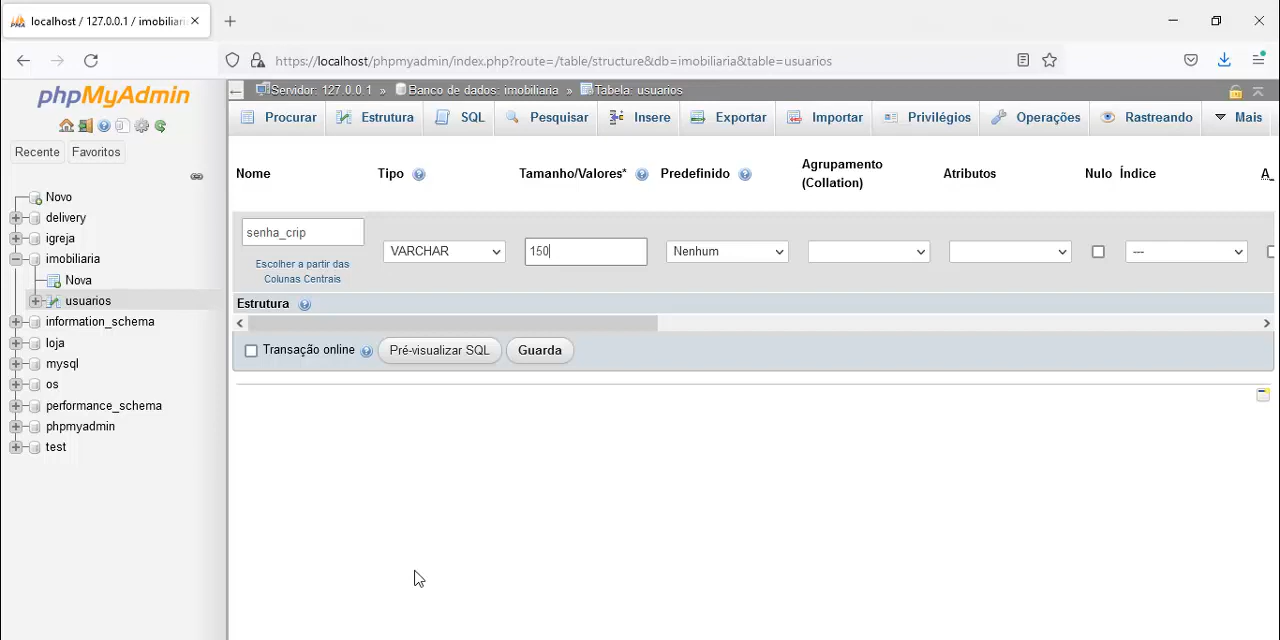 localhost / 127.0.0.1 / imobiliari
https://localhost/phpmyadmin/index.php?route=/table/structure&db=imobiliaria&table=usuarios
phpMyAdmin
Recente
Favoritos
Novo
delivery
igreja
imobiliaria
Nova
usuarios
information_schema
loja
mysql
os
performance_schema
phpmyadmin
test
Servidor: 127.0.0.1 » Banco de dados: imobiliaria » Tabela: usuarios
Procurar Estrutura SQL Pesquisar Insere Exportar Importar Privilégios Operações Rastreando Mais
Nome Tipo Tamanho/Valores* Predefinido Agrupamento (Collation) Atributos Nulo Índice A_
senha_crip VARCHAR 150 Nenhum ---
Escolher a partir das
Colunas Centrais
Estrutura
Transação online Pré-visualizar SQL Guarda